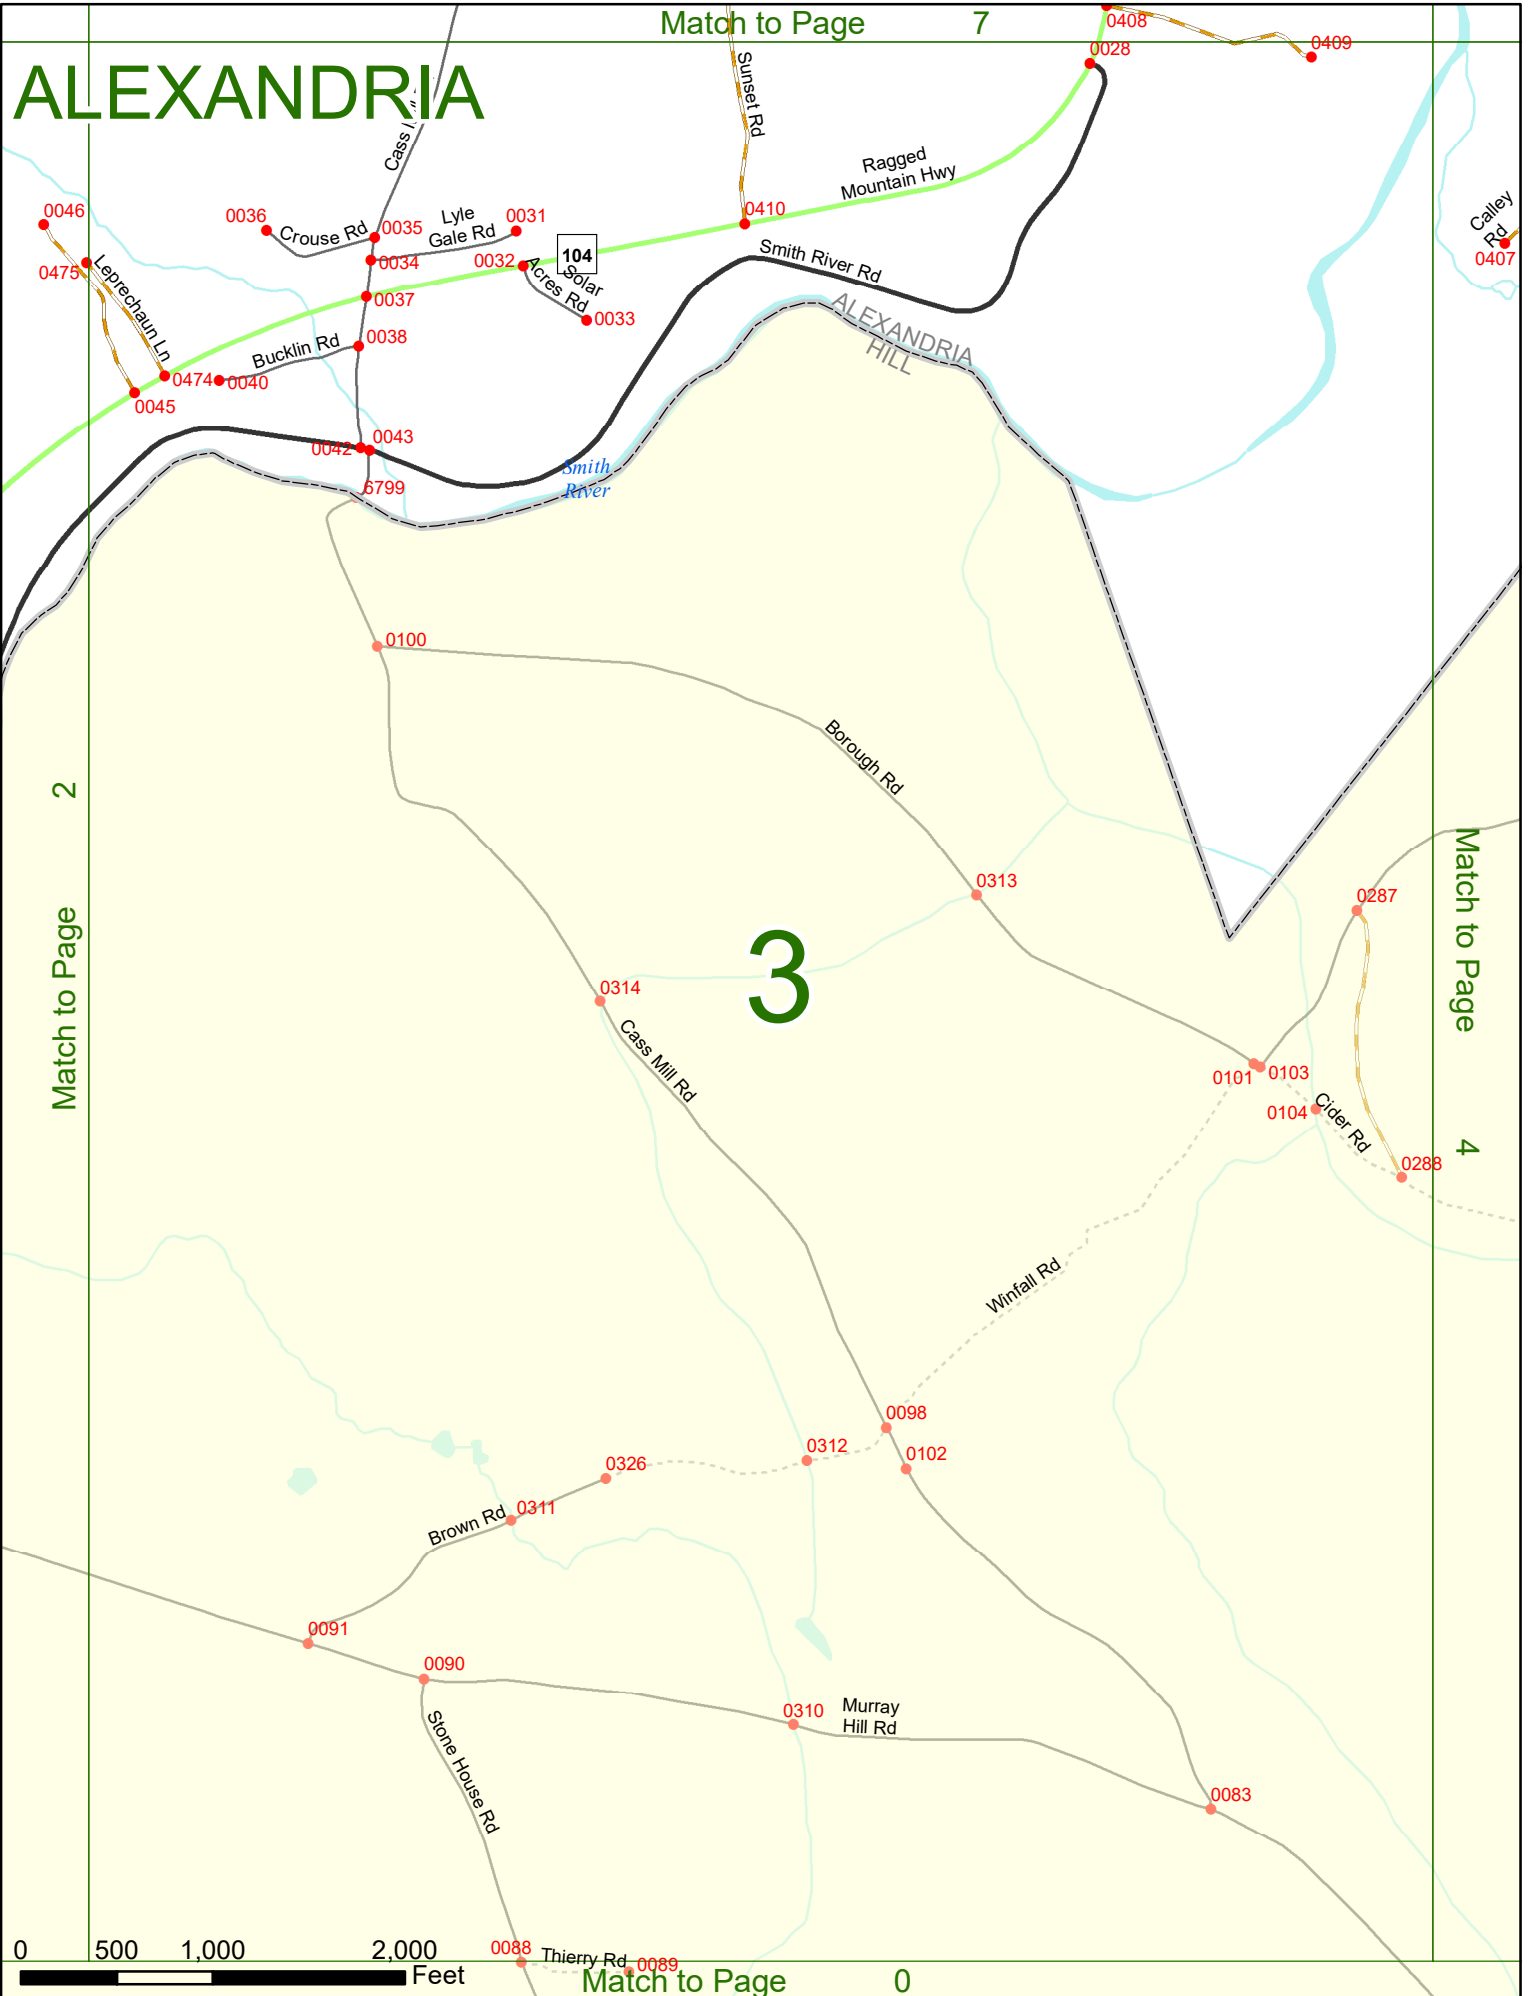 Match to Page 7
ALEXANDRIA
0408
0028
0409
Sunset Rd
Cass
Ragged
Mountain Hwy
0046
0036
Crouse Rd
0035
Lyle
Gale Rd
0031
0410
Calley
Rd
0407
0475
Leprechaun Ln
0034
0032
104
Solar
Acres Rd
Smith River Rd
0037
0033
ALEXANDRIA
HILL
Bucklin Rd
0038
0474
0040
0045
0042
0043
Smith
River
6799
0100
Borough Rd
2
Match to Page
0313
0287
Match to Page
4
3
0314
Cass Mill Rd
0101
0103
0104
Cider Rd
0288
Winfall Rd
0098
0312
0102
0326
0311
Brown Rd
0091
0090
0310
Murray
Hill Rd
Stone House Rd
0083
0088
Thierry Rd
0089
0 500 1,000 2,000
Feet
Match to Page 0